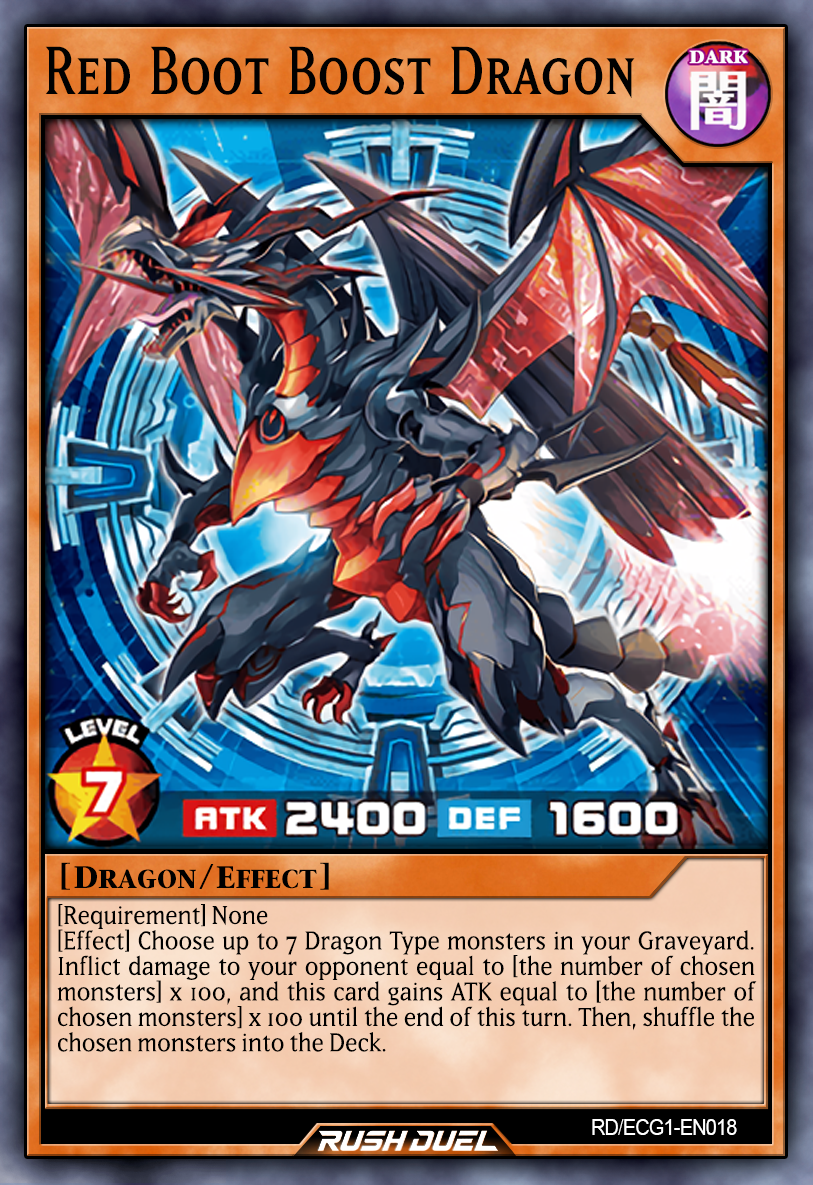 Red Boot Boost Dragon
DARK
闇
LEVEL
7
ATK 2400 DEF 1600
[Dragon/Effect]
[Requirement] None
[Effect] Choose up to 7 Dragon Type monsters in your Graveyard.
Inflict damage to your opponent equal to [the number of chosen
monsters] x 100, and this card gains ATK equal to [the number of
chosen monsters] x 100 until the end of this turn. Then, shuffle the
chosen monsters into the Deck.
RUSH DUEL
RD/ECG1-EN018